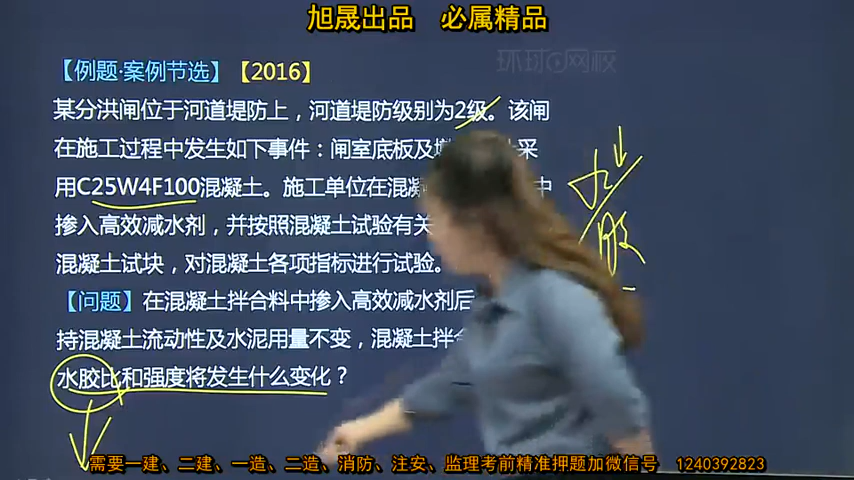 旭晟出品 必属精品
环球网校
【例题·案例节选】【2016】
某分洪闸位于河道堤防上，河道堤防级别为2级。该闸
在施工过程中发生如下事件：闸室底板及 采
用C25W4F100混凝土。施工单位在混凝 中
掺入高效减水剂，并按照混凝土试验有关
混凝土试块，对混凝土各项指标进行试验。
【问题】在混凝土拌合料中掺入高效减水剂后
持混凝土流动性及水泥用量不变，混凝土拌合
水胶比和强度将发生什么变化？
水
胶
需要一建、二建、一造、二造、消防、注安、监理考前精准押题加微信号 1240392823